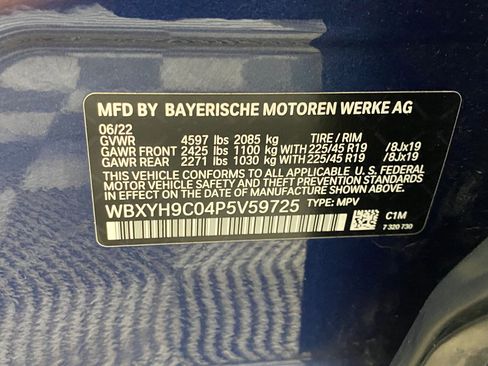 MFD BY BAYERISCHE MOTOREN WERKE AG
06/22
GVWR 4597 lbs 2085 kg TIRE / RIM
GAWR FRONT 2425 lbs 1100 kg WITH 225/45 R19 /8Jx19
GAWR REAR 2271 lbs 1030 kg WITH 225/45 R19 /8Jx19
THIS VEHICLE CONFORMS TO ALL APPLICABLE U.S. FEDERAL
MOTOR VEHICLE SAFETY AND THEFT PREVENTION STANDARDS
IN EFFECT ON THE DATE OF MANUFACTURE SHOWN ABOVE.
WBXYH9C04P5V59725 TYPE: MPV
C1M
7 320 730